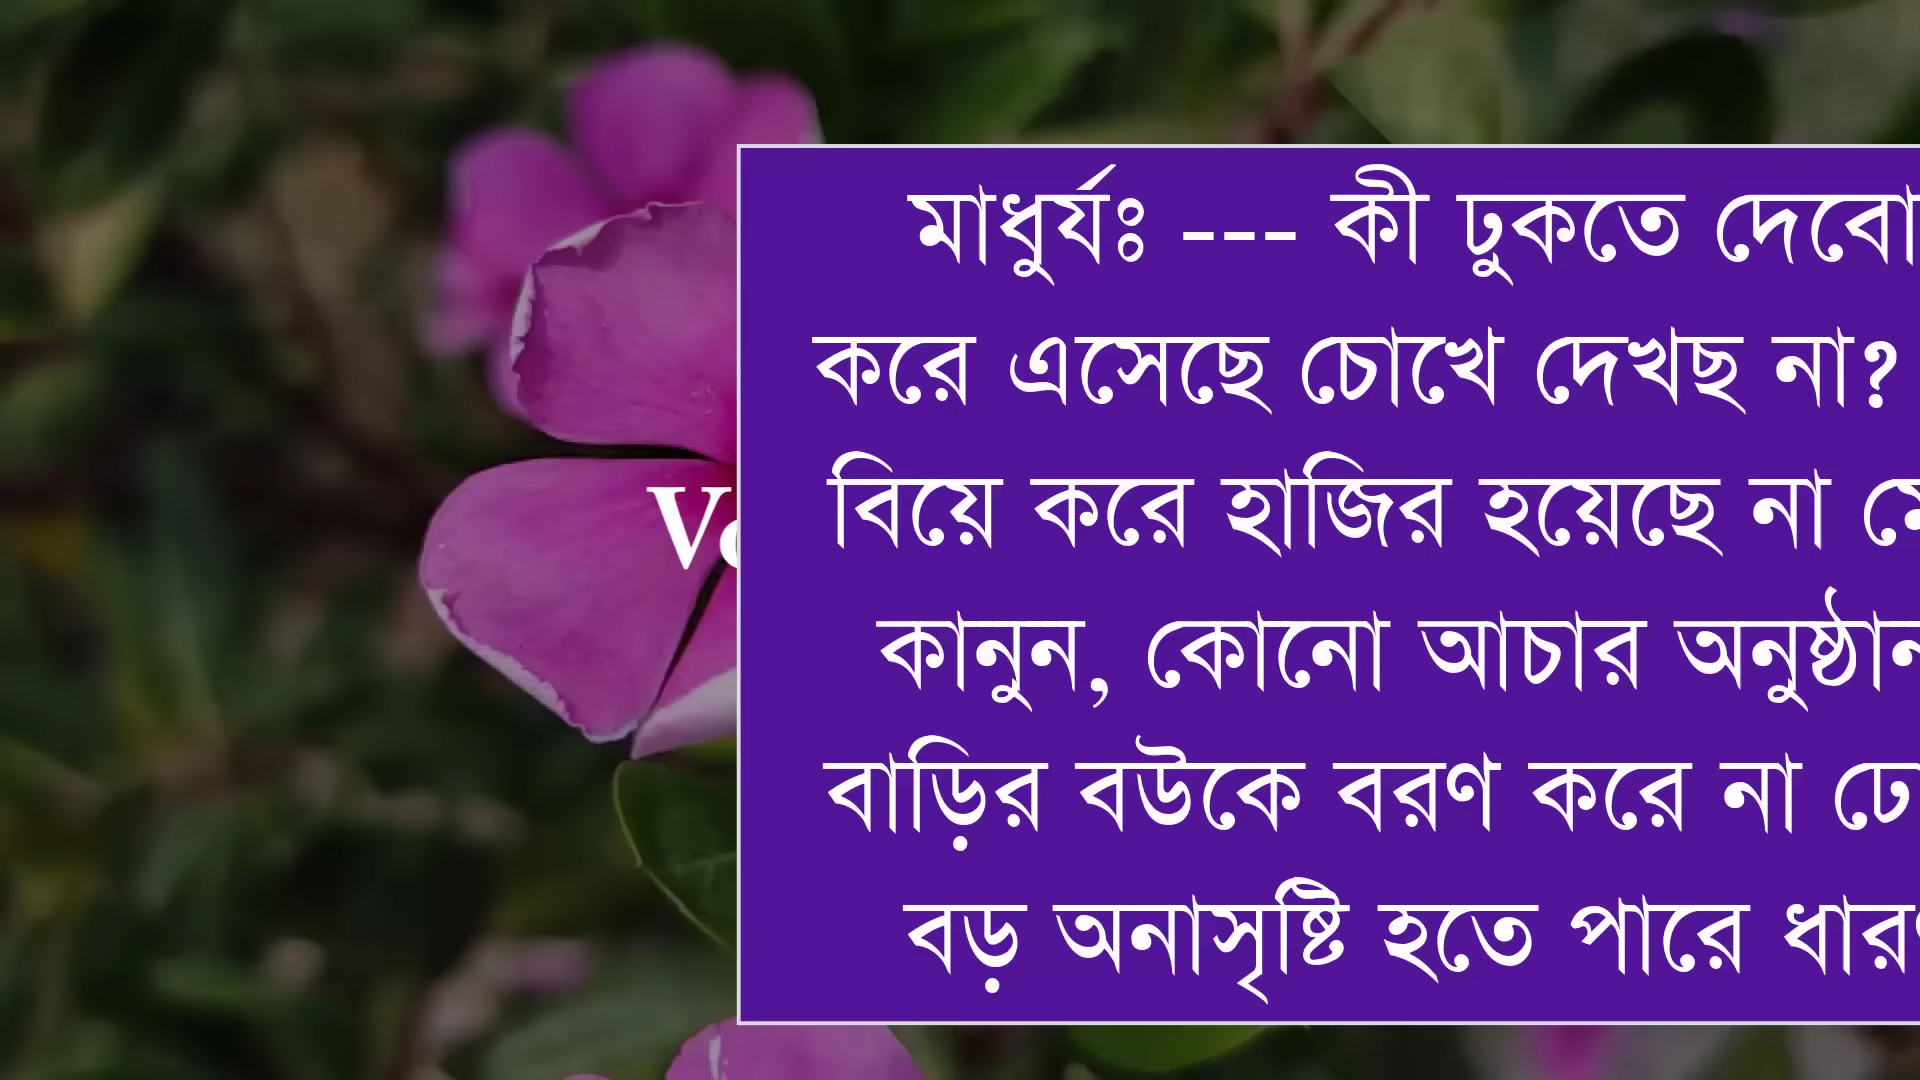 মাধুর্যঃ --- কী ঢুকতে দেবো
করে এসেছে চোখে দেখছ না?
বিয়ে করে হাজির হয়েছে না
কানুন, কোনো আচার অনুষ্ঠান
বাড়ির বউকে বরণ করে না
বড় অনাসৃষ্টি হতে পারে